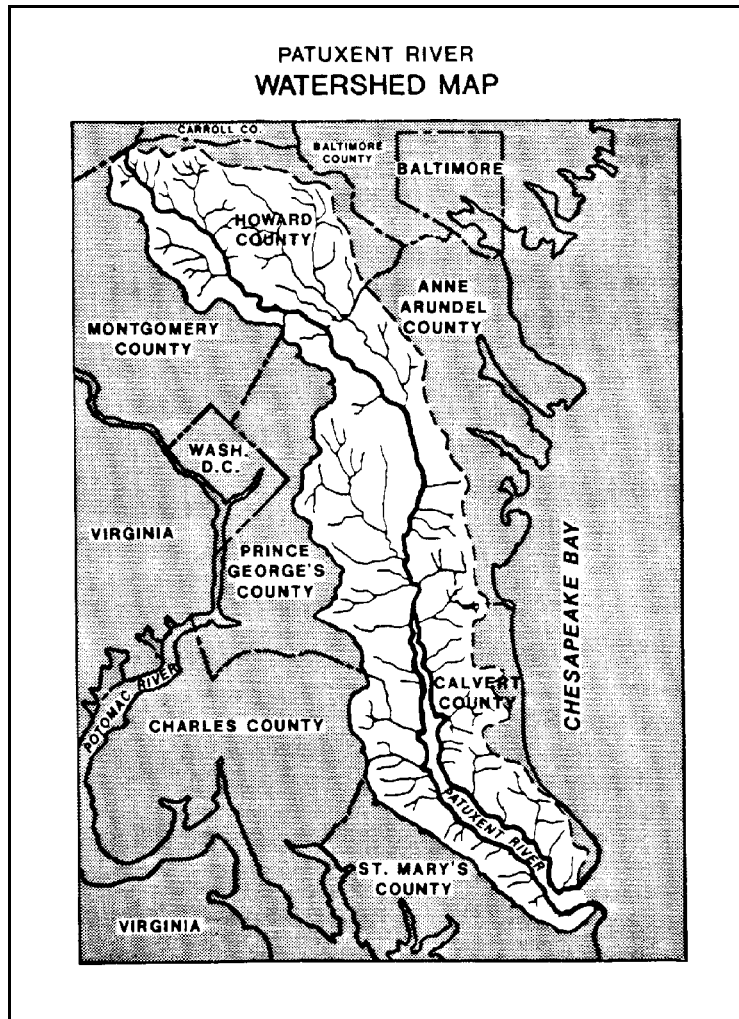 PATUXENT RIVER
WATERSHED MAP
CARROLL CO.
BALTIMORE
COUNTY
BALTIMORE
HOWARD
COUNTY
ANNE
ARUNDEL
COUNTY
MONTGOMERY
COUNTY
WASH.
D.C.
VIRGINIA
PRINCE
GEORGE'S
COUNTY
CHESAPEAKE BAY
POTOMAC RIVER
CALVERT
COUNTY
CHARLES COUNTY
PATUXENT RIVER
ST. MARY'S
COUNTY
VIRGINIA